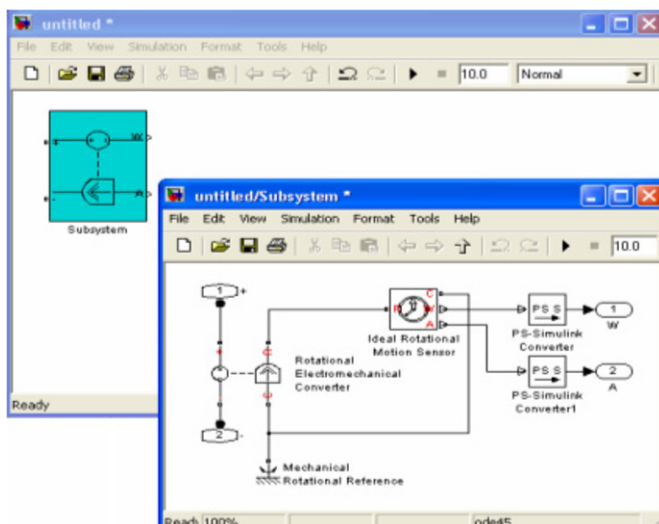 untitled *
File Edit View Simulation Format Tools Help
10.0 Normal
+ W
- A
Subsystem
Ready
untitled/Subsystem *
File Edit View Simulation Format Tools Help
10.0
1 +
C
R W
A
Ideal Rotational
Motion Sensor
PS S
PS-Simulink
Converter
1
W
Rotational
Electromechanical
Converter
PS S
PS-Simulink
Converter1
2
A
2 -
Mechanical
Rotational Reference
Ready 100% ode45